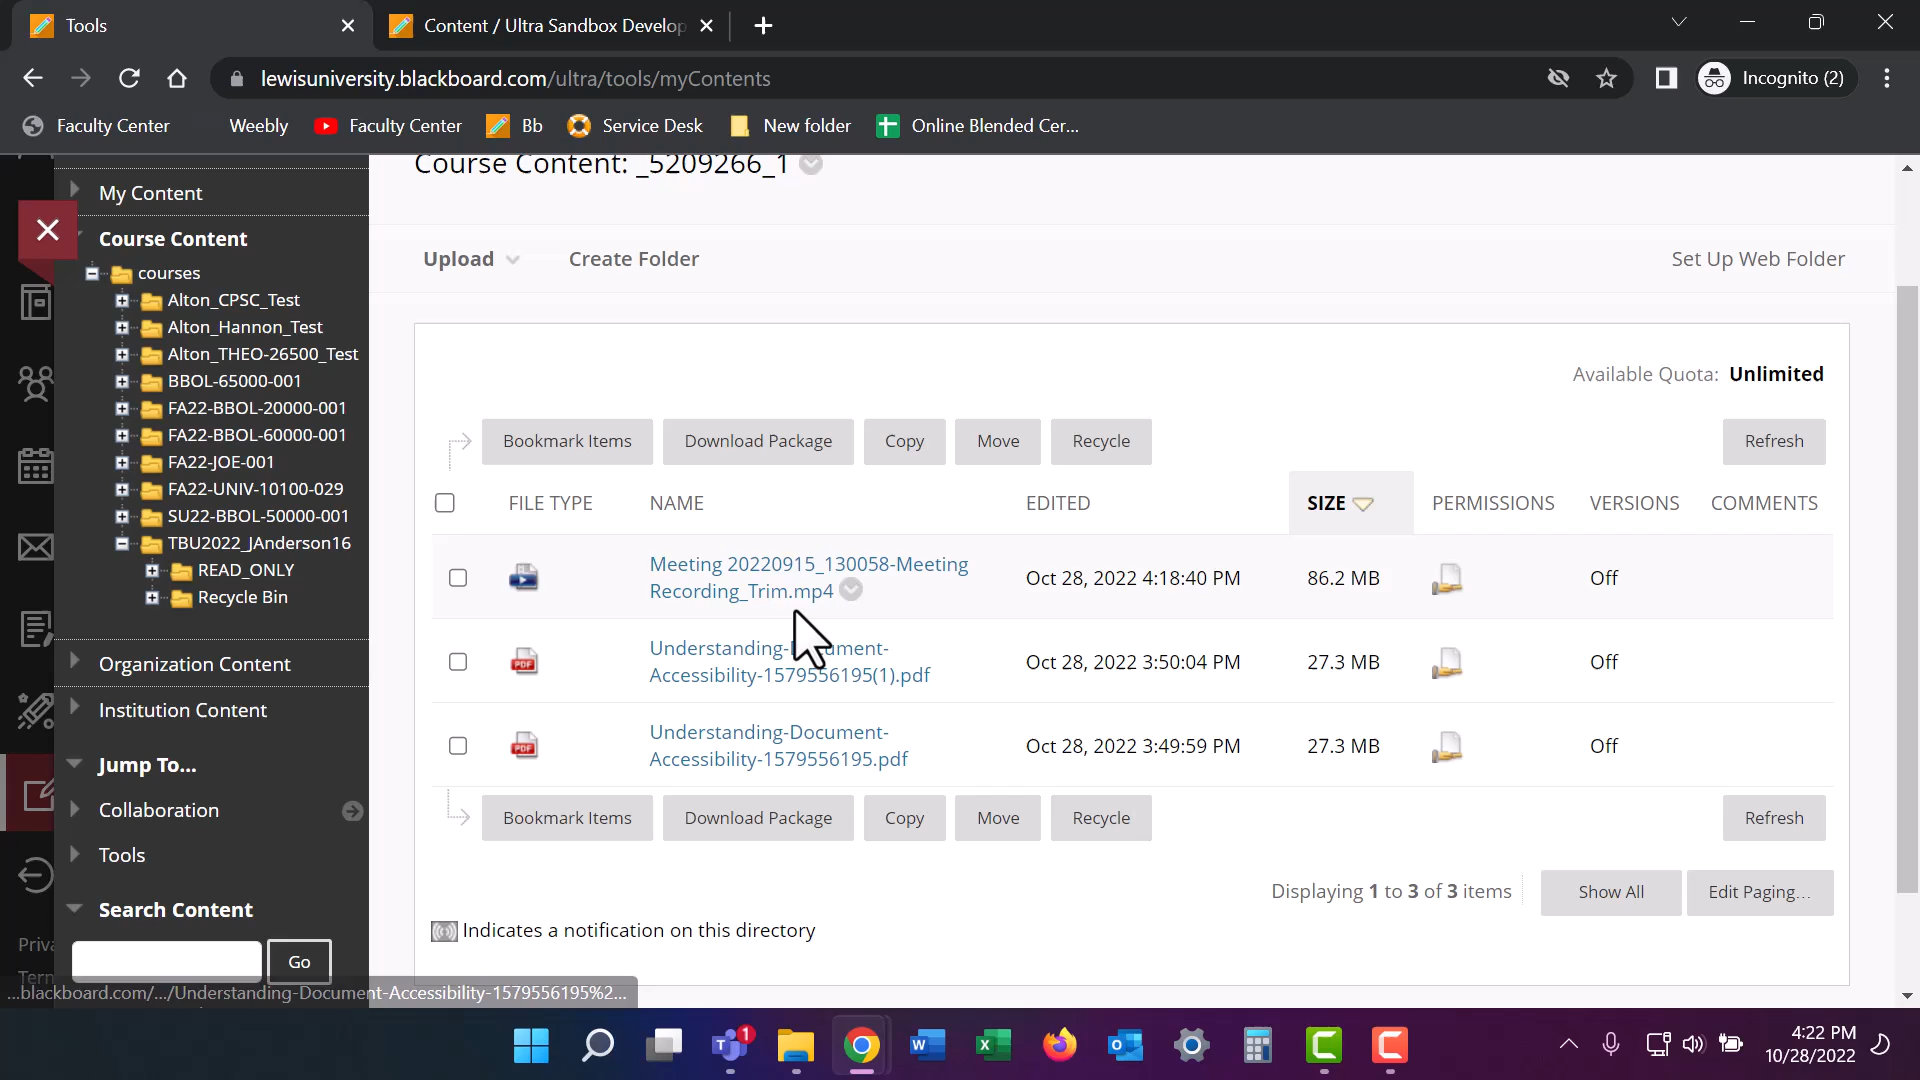 Tools
Content / Ultra Sandbox Develop
lewisuniversity.blackboard.com/ultra/tools/myContents
Incognito (2)
Faculty Center
Weebly
Faculty Center
Bb
Service Desk
New folder
Online Blended Cer...
Course Content: _5209266_1
My Content
Course Content
courses
Alton_CPSC_Test
Alton_Hannon_Test
Alton_THEO-26500_Test
BBOL-65000-001
FA22-BBOL-20000-001
FA22-BBOL-60000-001
FA22-JOE-001
FA22-UNIV-10100-029
SU22-BBOL-50000-001
TBU2022_JAnderson16
READ_ONLY
Recycle Bin
Organization Content
Institution Content
Jump To...
Collaboration
Tools
Search Content
Go
Priva
Term
Upload
Create Folder
Set Up Web Folder
Available Quota: Unlimited
Bookmark Items
Download Package
Copy
Move
Recycle
Refresh
FILE TYPE NAME EDITED SIZE PERMISSIONS VERSIONS COMMENTS
Meeting 20220915_130058-Meeting
Recording_Trim.mp4
Oct 28, 2022 4:18:40 PM 86.2 MB Off
PDF
Understanding-Document-
Accessibility-1579556195(1).pdf
Oct 28, 2022 3:50:04 PM 27.3 MB Off
PDF
Understanding-Document-
Accessibility-1579556195.pdf
Oct 28, 2022 3:49:59 PM 27.3 MB Off
Bookmark Items
Download Package
Copy
Move
Recycle
Refresh
Displaying 1 to 3 of 3 items
Show All
Edit Paging...
Indicates a notification on this directory
...blackboard.com/.../Understanding-Document-Accessibility-1579556195%2...
4:22 PM
10/28/2022